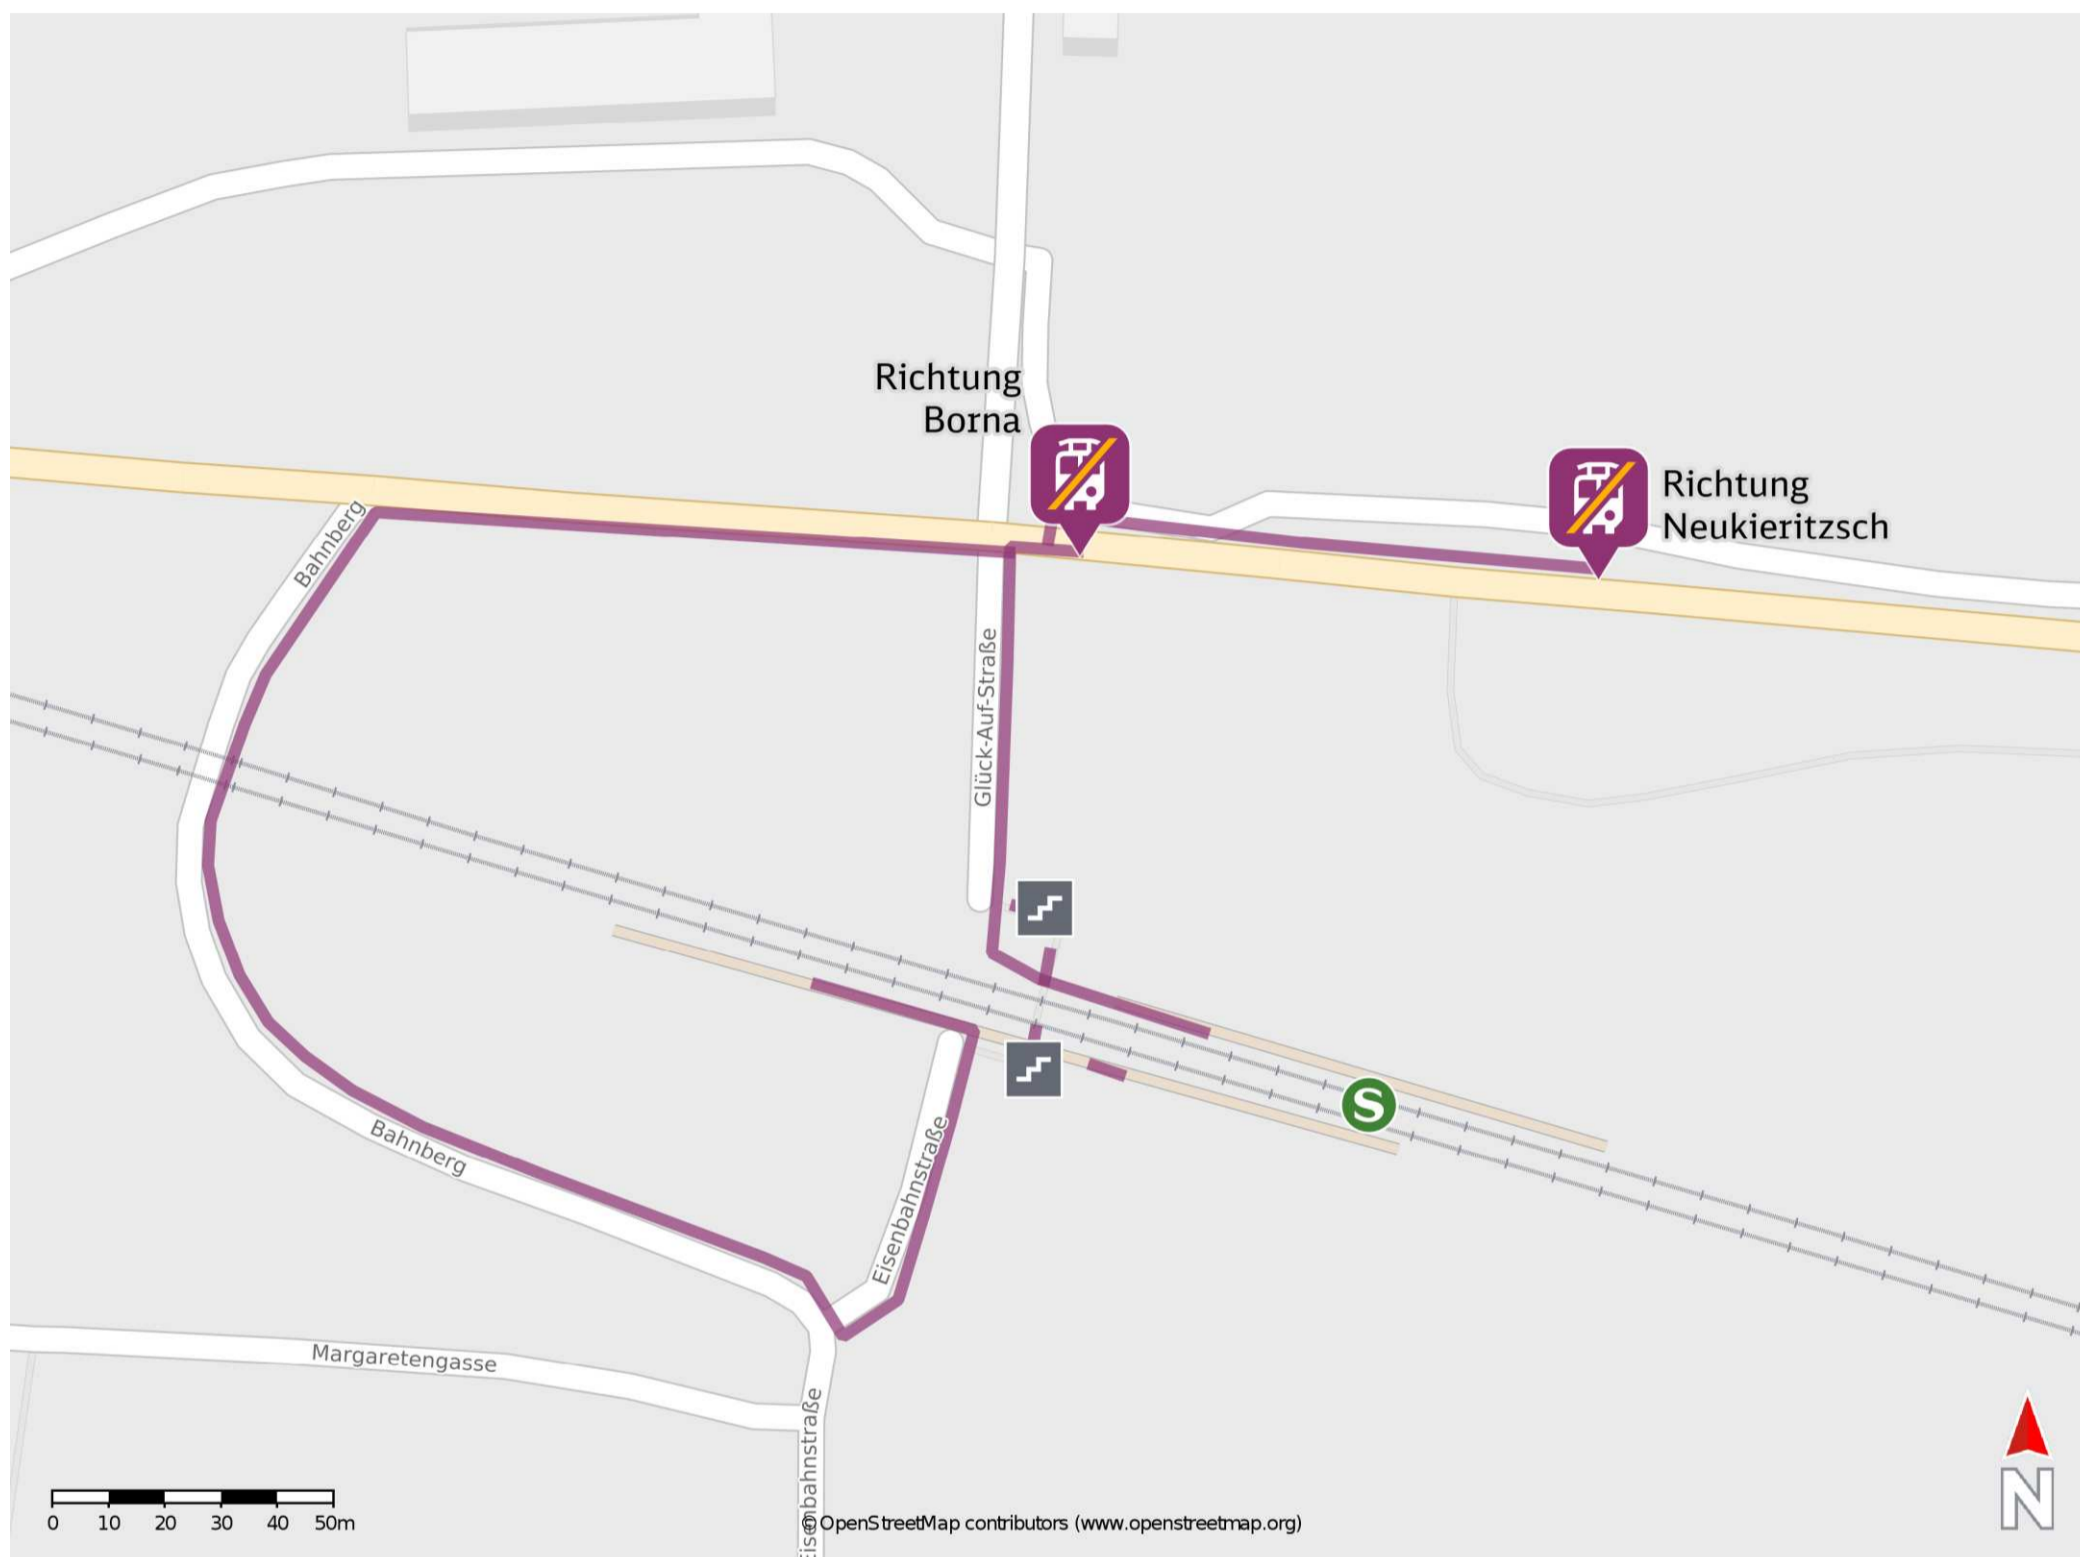 Richtung
Borna
Richtung
Neukieritzsch
Bahnberg
Glück-Auf-Straße
S
Bahnberg
Eisenbahnstraße
Margaretengasse
Eisenbahnstraße
0 10 20 30 40 50m
© OpenStreetMap contributors (www.openstreetmap.org)
N